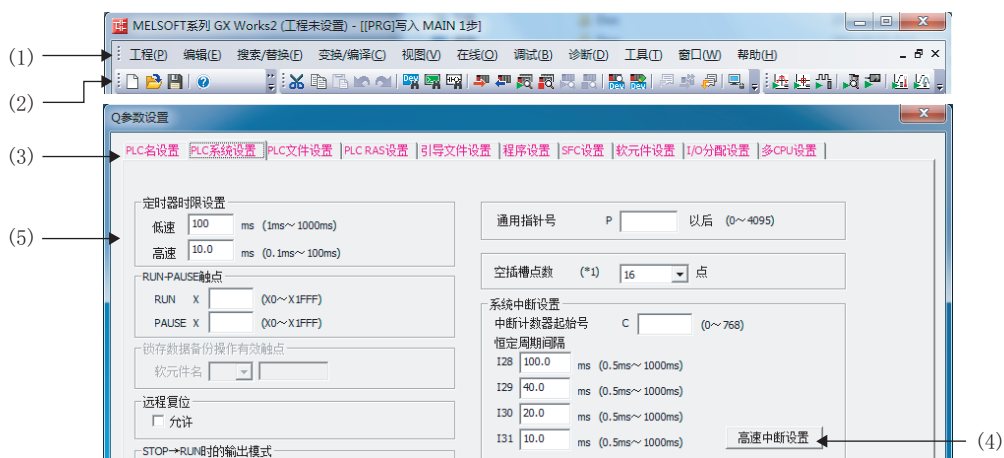 MELSOFT系列 GX Works2 (工程未设置) - [[PRG]写入 MAIN 1步]
(1)
工程(P) 编辑(E) 搜索/替换(F) 变换/编译(C) 视图(V) 在线(O) 调试(B) 诊断(D) 工具(T) 窗口(W) 帮助(H)
(2)
Q参数设置
(3)
PLC名设置 PLC系统设置 PLC文件设置 PLC RAS设置 引导文件设置 程序设置 SFC设置 软元件设置 I/O分配设置 多CPU设置
定时器时限设置
低速 100 ms (1ms～1000ms)
(5)
高速 10.0 ms (0.1ms～100ms)
RUN-PAUSE触点
RUN X (X0～X1FFF)
PAUSE X (X0～X1FFF)
锁存数据备份操作有效触点
软元件名
远程复位
允许
STOP→RUN时的输出模式
通用指针号 P 以后 (0～4095)
空插槽点数 (*1) 16 点
系统中断设置
中断计数器起始号 C (0～768)
恒定周期间隔
I28 100.0 ms (0.5ms～1000ms)
I29 40.0 ms (0.5ms～1000ms)
I30 20.0 ms (0.5ms～1000ms)
I31 10.0 ms (0.5ms～1000ms)
高速中断设置
(4)